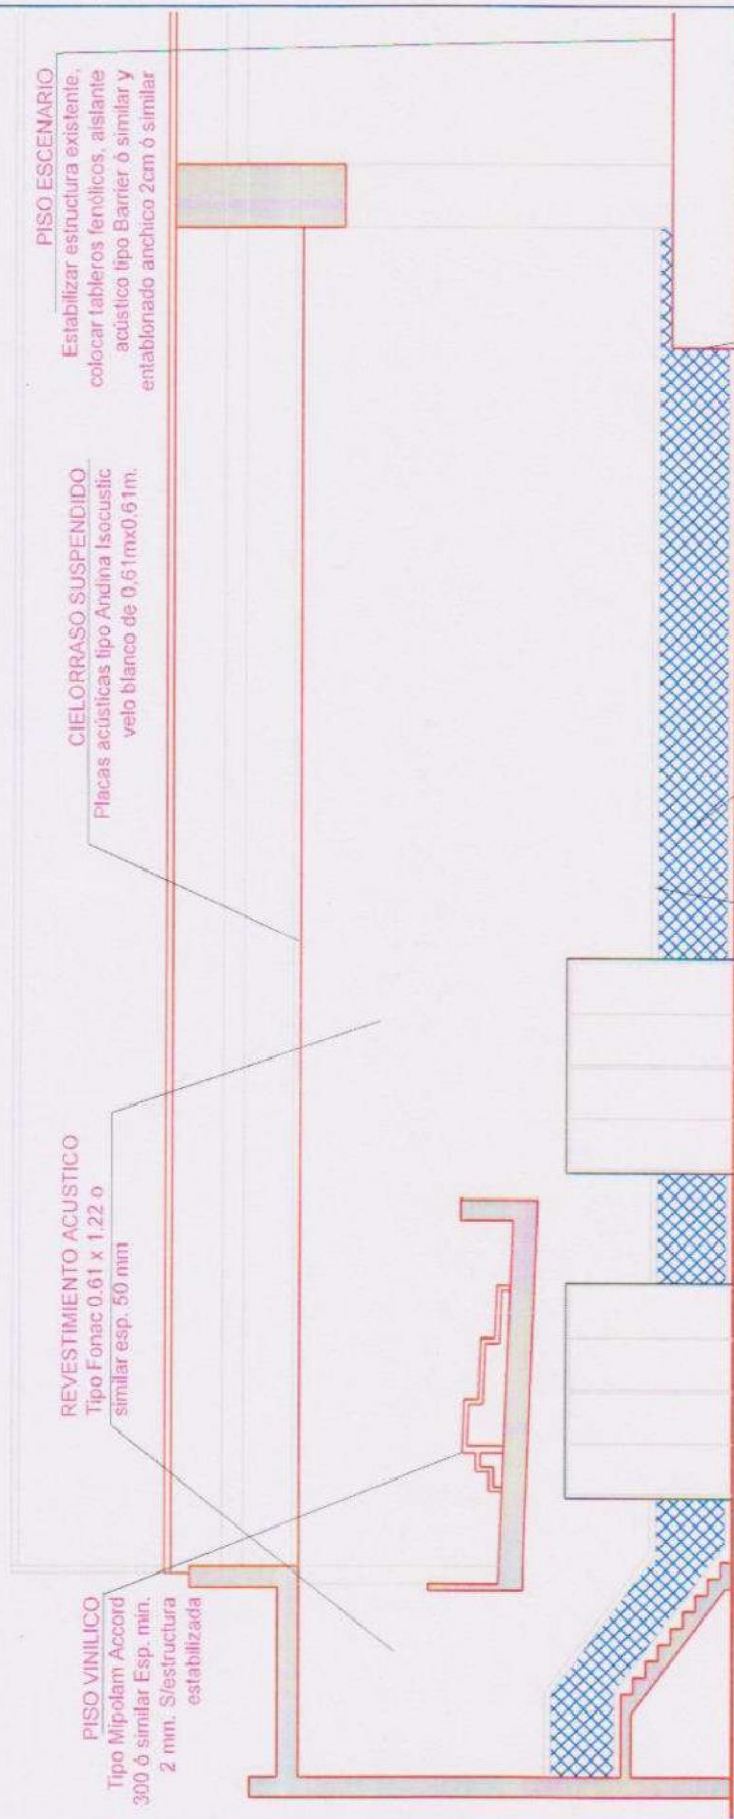 PISO VINILICO
Tipo Mipolam Accord
300 ó similar Esp. min.
2 mm. S/estructura
estabilizada
REVESTIMIENTO ACUSTICO
Tipo Fonac 0.61 x 1,22 o
similar esp. 50 mm
CIELORRASO SUSPENDIDO
Placas acústicas tipo Andina Isocustic
velo blanco de 0,61mx0.61m.
PISO ESCENARIO
Estabilizar estructura existente,
colocar tableros fenólicos, aislante
acústico tipo Barrier ó similar y
entablonado anchico 2cm ó similar